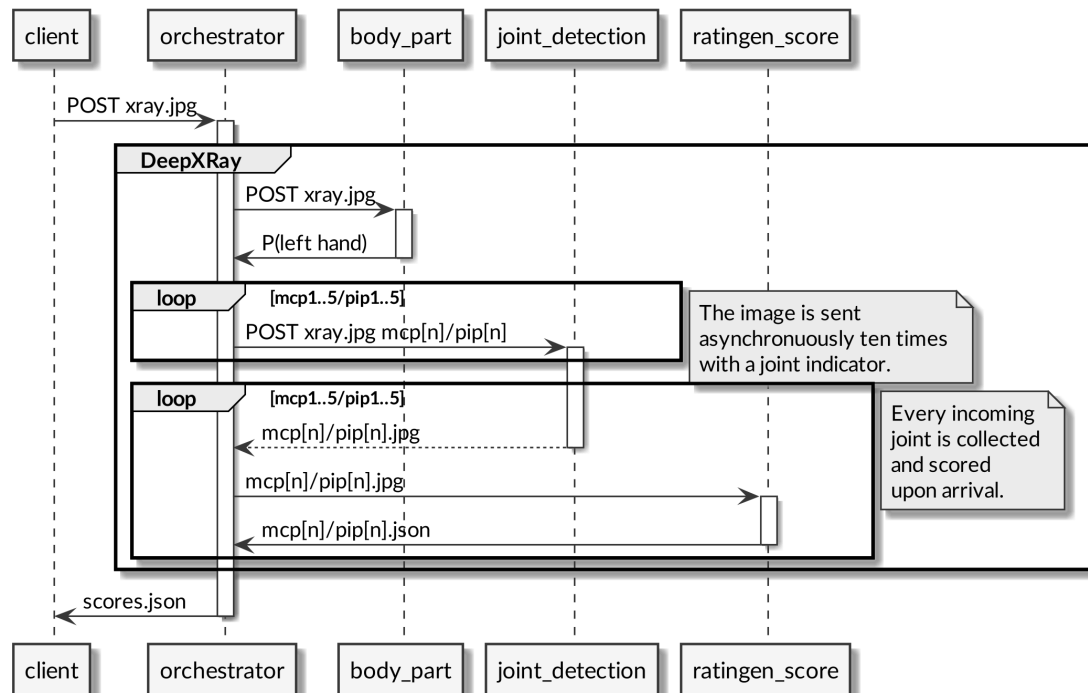 client
orchestrator
body_part
joint_detection
ratingen_score
POST xray.jpg
DeepXRay
POST xray.jpg
P(left hand)
loop
[mcp1..5/pip1..5]
The image is sent
asynchronuously ten times
with a joint indicator.
POST xray.jpg mcp[n]/pip[n]
loop
[mcp1..5/pip1..5]
Every incoming
joint is collected
and scored
upon arrival.
mcp[n]/pip[n].jpg
mcp[n]/pip[n].jpg
mcp[n]/pip[n].json
scores.json
client
orchestrator
body_part
joint_detection
ratingen_score